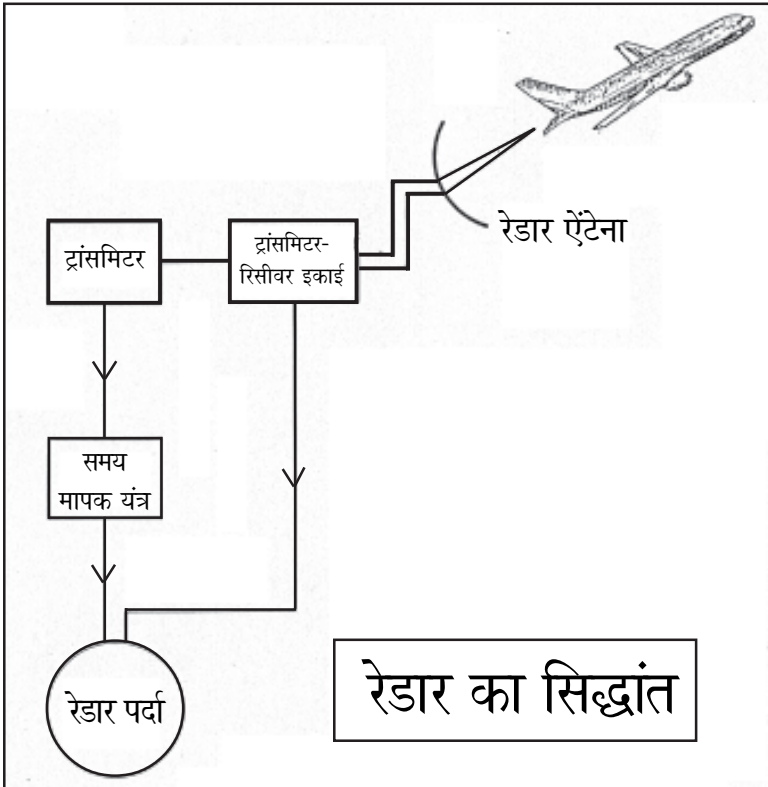 रेडार ऐंटेना
ट्रांसमिटर
ट्रांसमिटर-
रिसीवर इकाई
समय
मापक यंत्र
रेडार पर्दा
रेडार का सिद्धांत